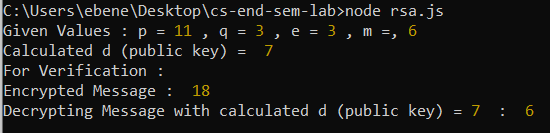 C:\Users\ebene\Desktop\cs-end-sem-lab>node rsa.js
Given Values : p = 11 , q = 3 , e = 3 , m =, 6
Calculated d (public key) =  7
For Verification :
Encrypted Message :  18
Decrypting Message with calculated d (public key) = 7  :  6